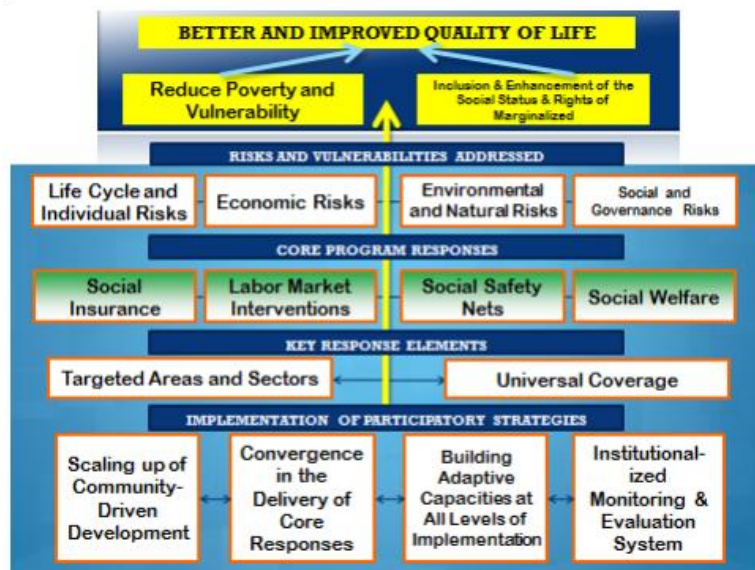 BETTER AND IMPROVED QUALITY OF LIFE
Reduce Poverty and
Vulnerability
Inclusion & Enhancement of the
Social Status & Rights of
Marginalized
RISKS AND VULNERABILITIES ADDRESSED
Life Cycle and
Individual Risks
Economic Risks
Environmental
and Natural Risks
Social and
Governance Risks
CORE PROGRAM RESPONSES
Social
Insurance
Labor Market
Interventions
Social Safety
Nets
Social Welfare
KEY RESPONSE ELEMENTS
Targeted Areas and Sectors
Universal Coverage
IMPLEMENTATION OF PARTICIPATORY STRATEGIES
Scaling up of
Community-
Driven
Development
Convergence
in the
Delivery of
Core
Responses
Building
Adaptive
Capacities at
All Levels of
Implementation
Institutional-
ized
Monitoring &
Evaluation
System